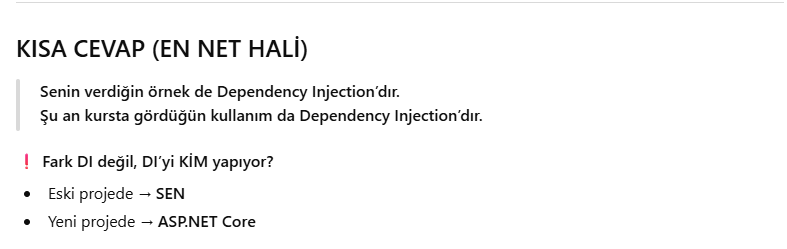 KISA CEVAP (EN NET HALİ)
Senin verdiğin örnek de Dependency Injection’dır.
Şu an kursta gördüğün kullanım da Dependency Injection’dır.
❗ Fark DI değil, DI’yi KİM yapıyor?
• Eski projede → SEN
• Yeni projede → ASP.NET Core